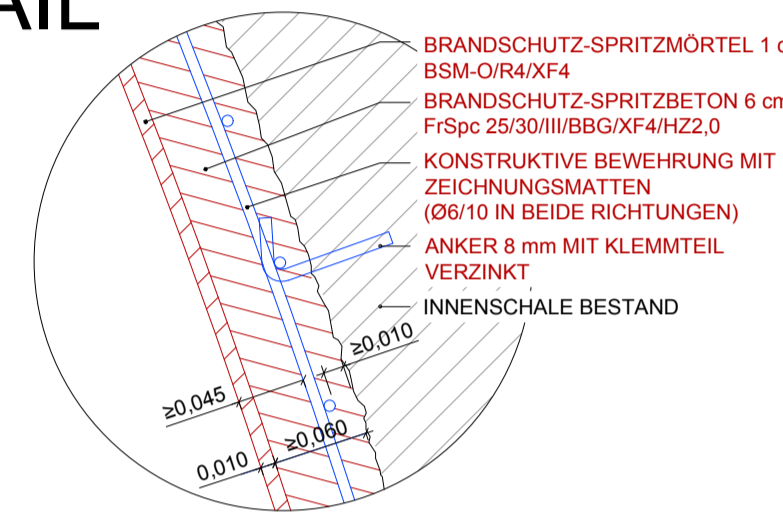 BRANDSCHUTZ-SPRITZMÖRTEL 1
BSM-O/R4/XF4
BRANDSCHUTZ-SPRITZBETON 6 cm
FrSpc 25/30/III/BBG/XF4/HZ2,0
KONSTRUKTIVE BEWEHRUNG MIT
ZEICHNUNGSMATTEN
(Ø6/10 IN BEIDE RICHTUNGEN)
ANKER 8 mm MIT KLEMMTEIL
VERZINKT
INNENSCHALE BESTAND
≥0,010
≥0,045
≥0,060
0,010